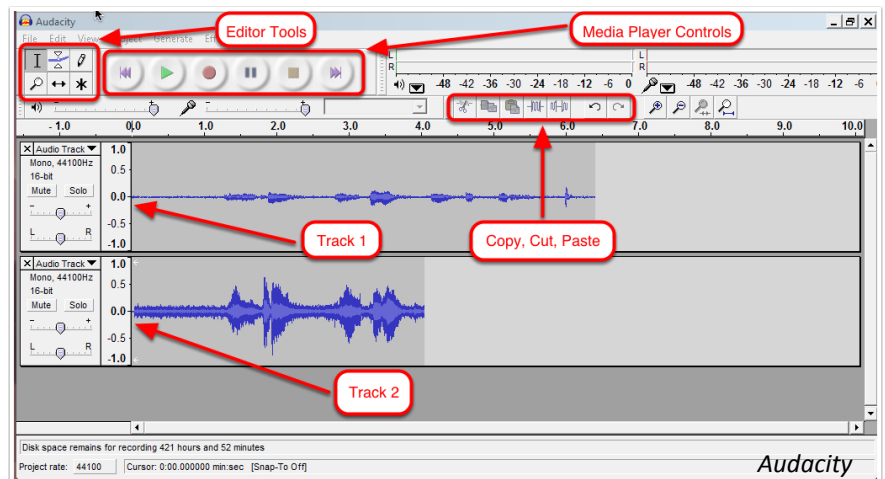 Audacity
File Edit View Project Generate
Editor Tools
Media Player Controls
L
R
-48 -42 -36 -30 -24 -18 -12 -6 0
L
R
-48 -42 -36 -30 -24 -18 -12 -6
- 1.0 0.0 1.0 2.0 3.0 4.0 5.0 6.0 7.0 8.0 9.0 10.0
Audio Track
Mono, 44100Hz
16-bit
Mute Solo
- +
L R
1.0
0.5
0.0
-0.5
-1.0
Track 1
Copy, Cut, Paste
Audio Track
Mono, 44100Hz
16-bit
Mute Solo
- +
L R
1.0
0.5
0.0
-0.5
-1.0
Track 2
Disk space remains for recording 421 hours and 52 minutes
Project rate: 44100 Cursor: 0:00.000000 min:sec [Snap-To Off]
Audacity